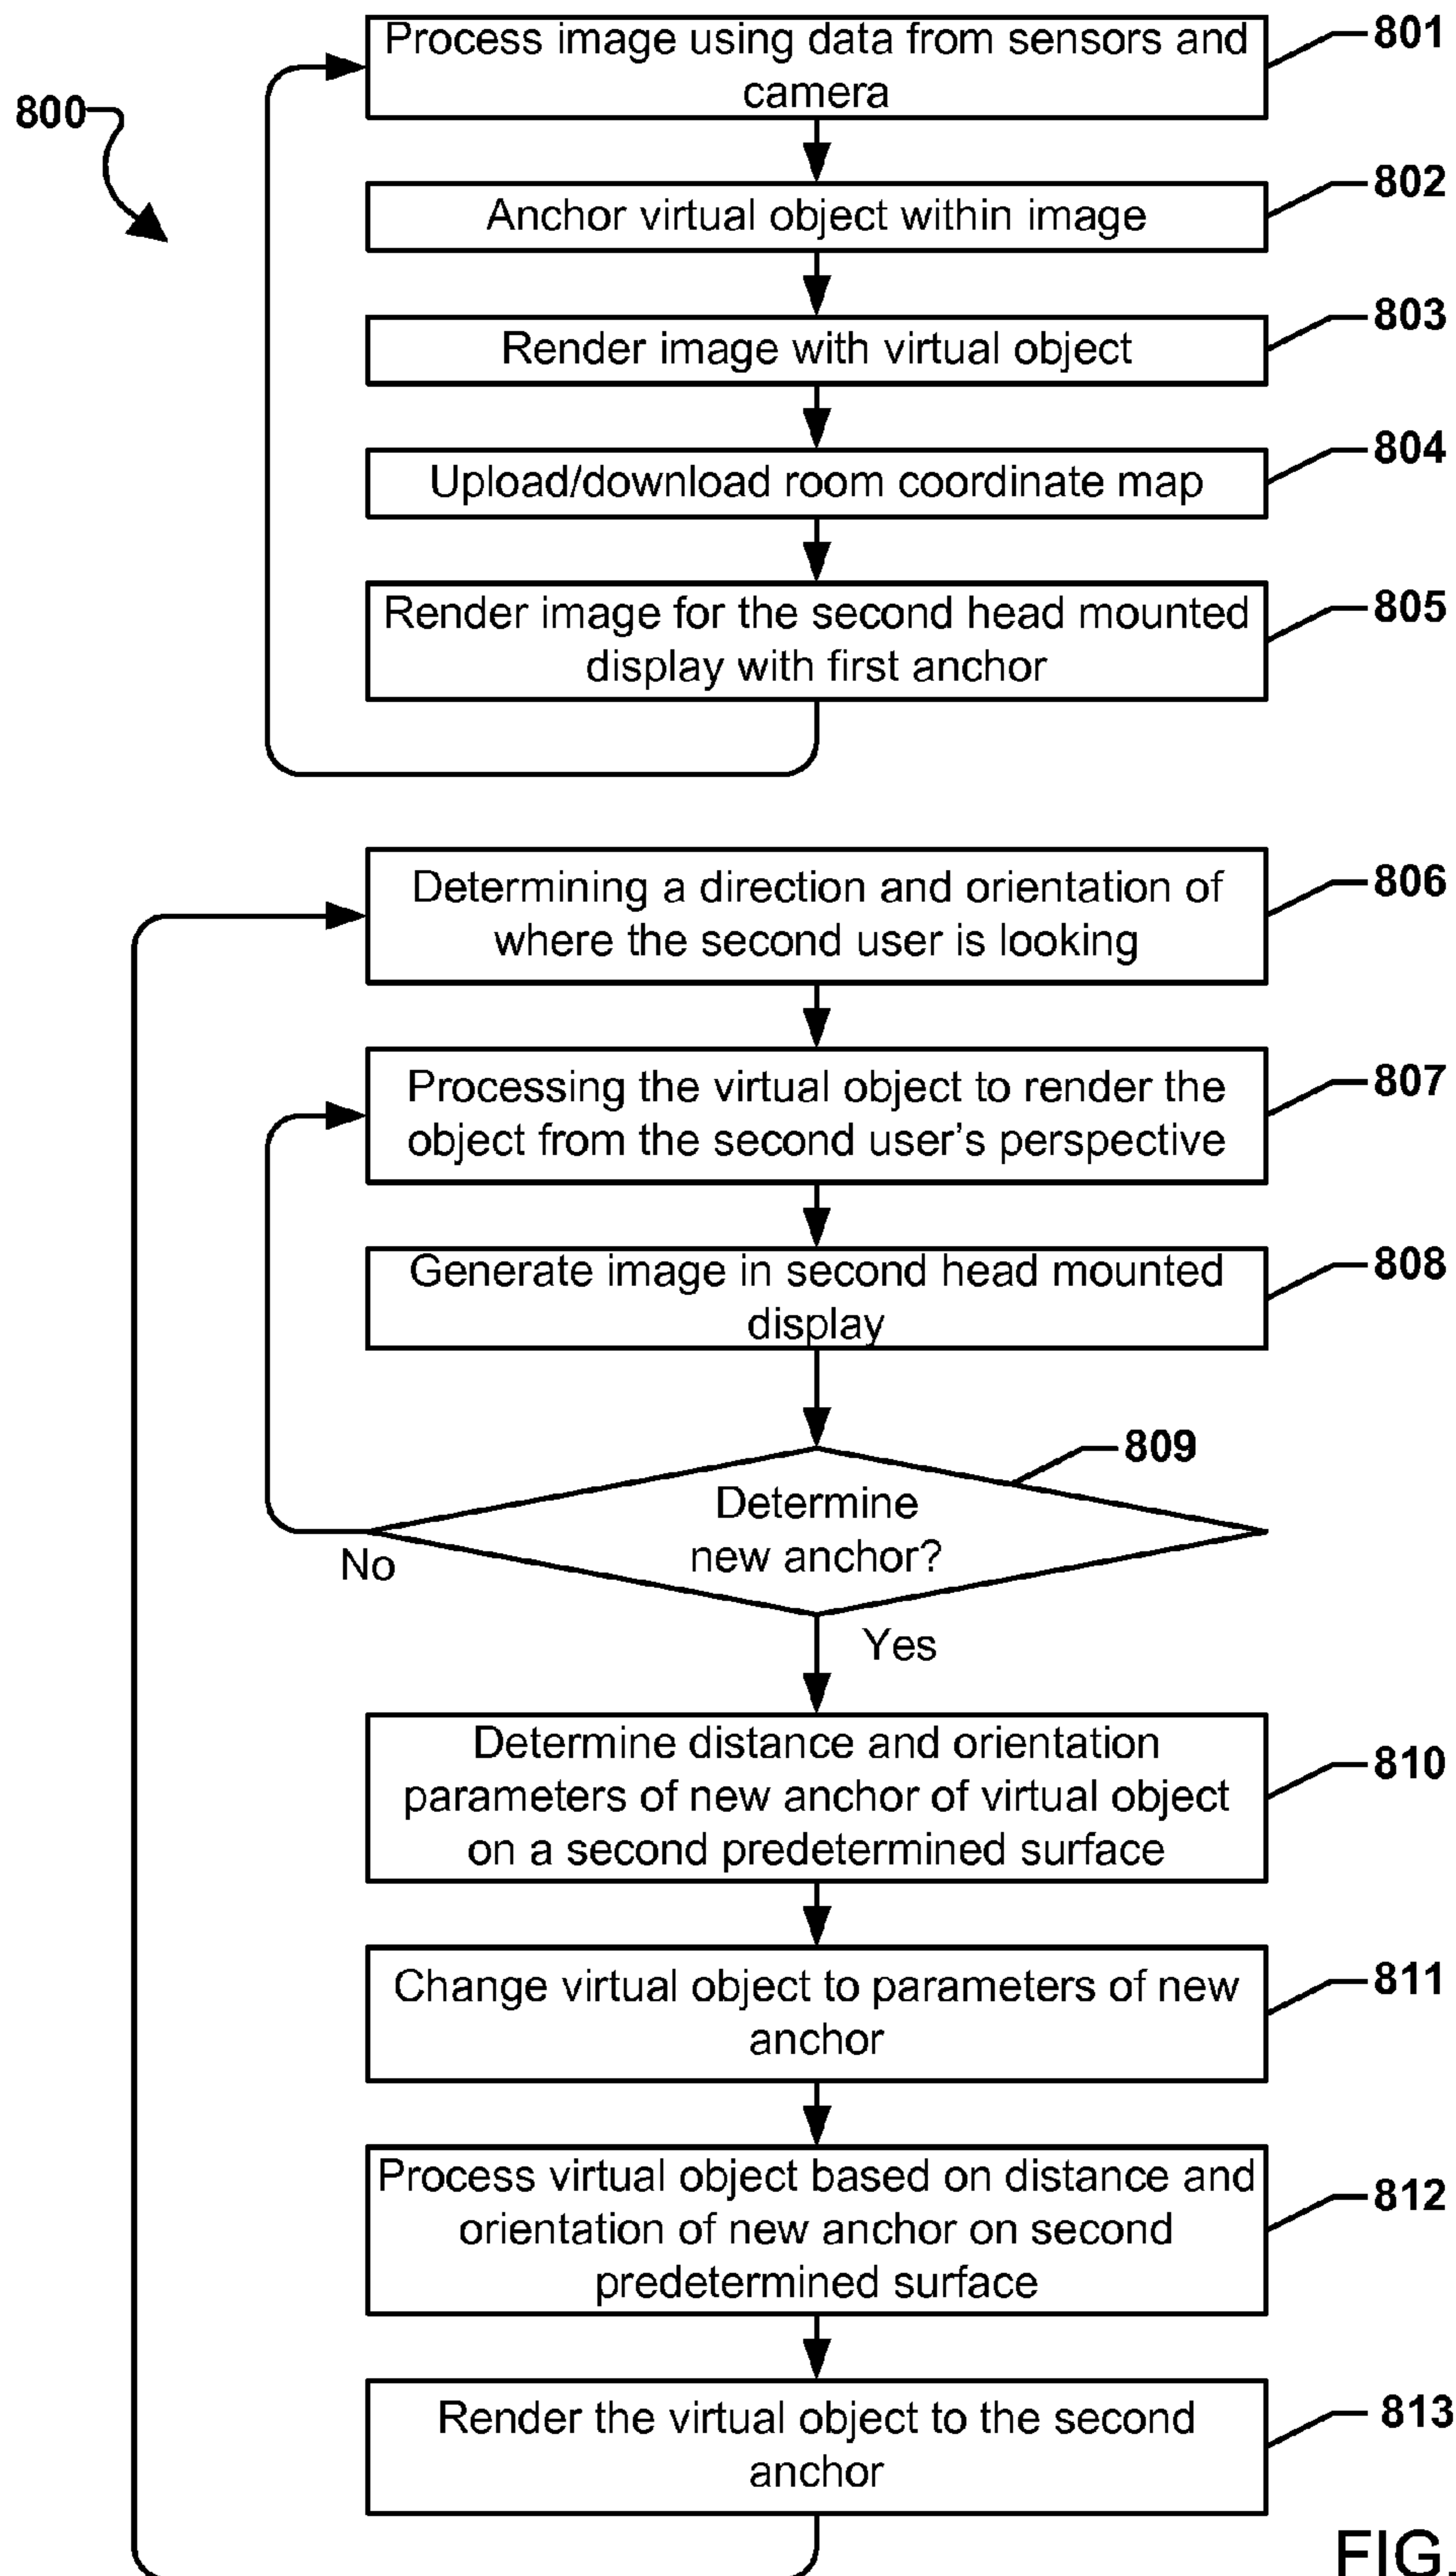 800
Process image using data from sensors and
camera
801
Anchor virtual object within image
802
Render image with virtual object
803
Upload/download room coordinate map
804
Render image for the second head mounted
display with first anchor
805
Determining a direction and orientation of
where the second user is looking
806
Processing the virtual object to render the
object from the second user's perspective
807
Generate image in second head mounted
display
808
Determine
new anchor?
809
No
Yes
Determine distance and orientation
parameters of new anchor of virtual object
on a second predetermined surface
810
Change virtual object to parameters of new
anchor
811
Process virtual object based on distance and
orientation of new anchor on second
predetermined surface
812
Render the virtual object to the second
anchor
813
FIG.